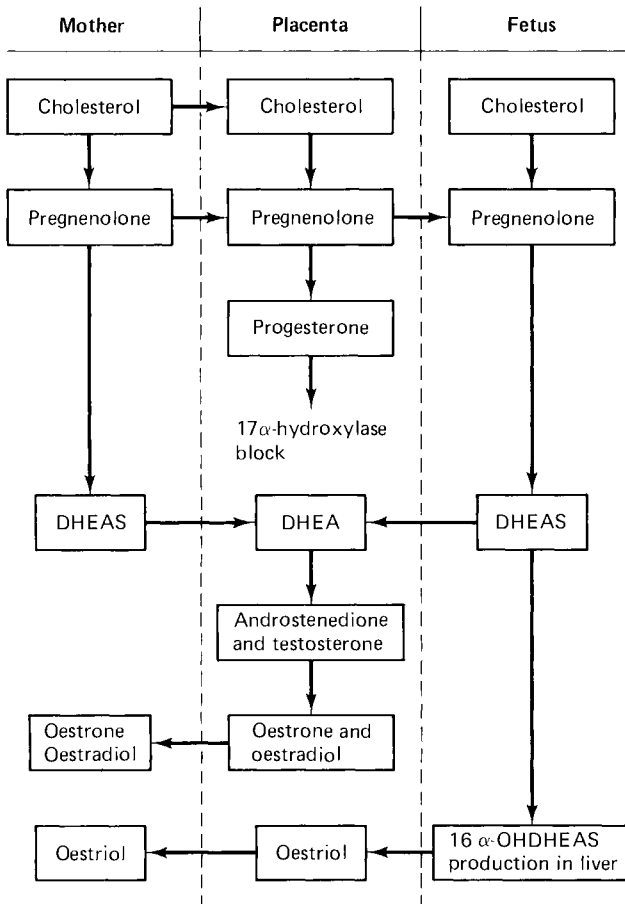 Mother Placenta Fetus
Cholesterol Cholesterol Cholesterol
Pregnenolone Pregnenolone Pregnenolone
Progesterone
17α-hydroxylase
block
DHEAS DHEA DHEAS
Androstenedione
and testosterone
Oestrone Oestrone and
Oestradiol oestradiol
Oestriol Oestriol 16 α-OHDHEAS
production in liver